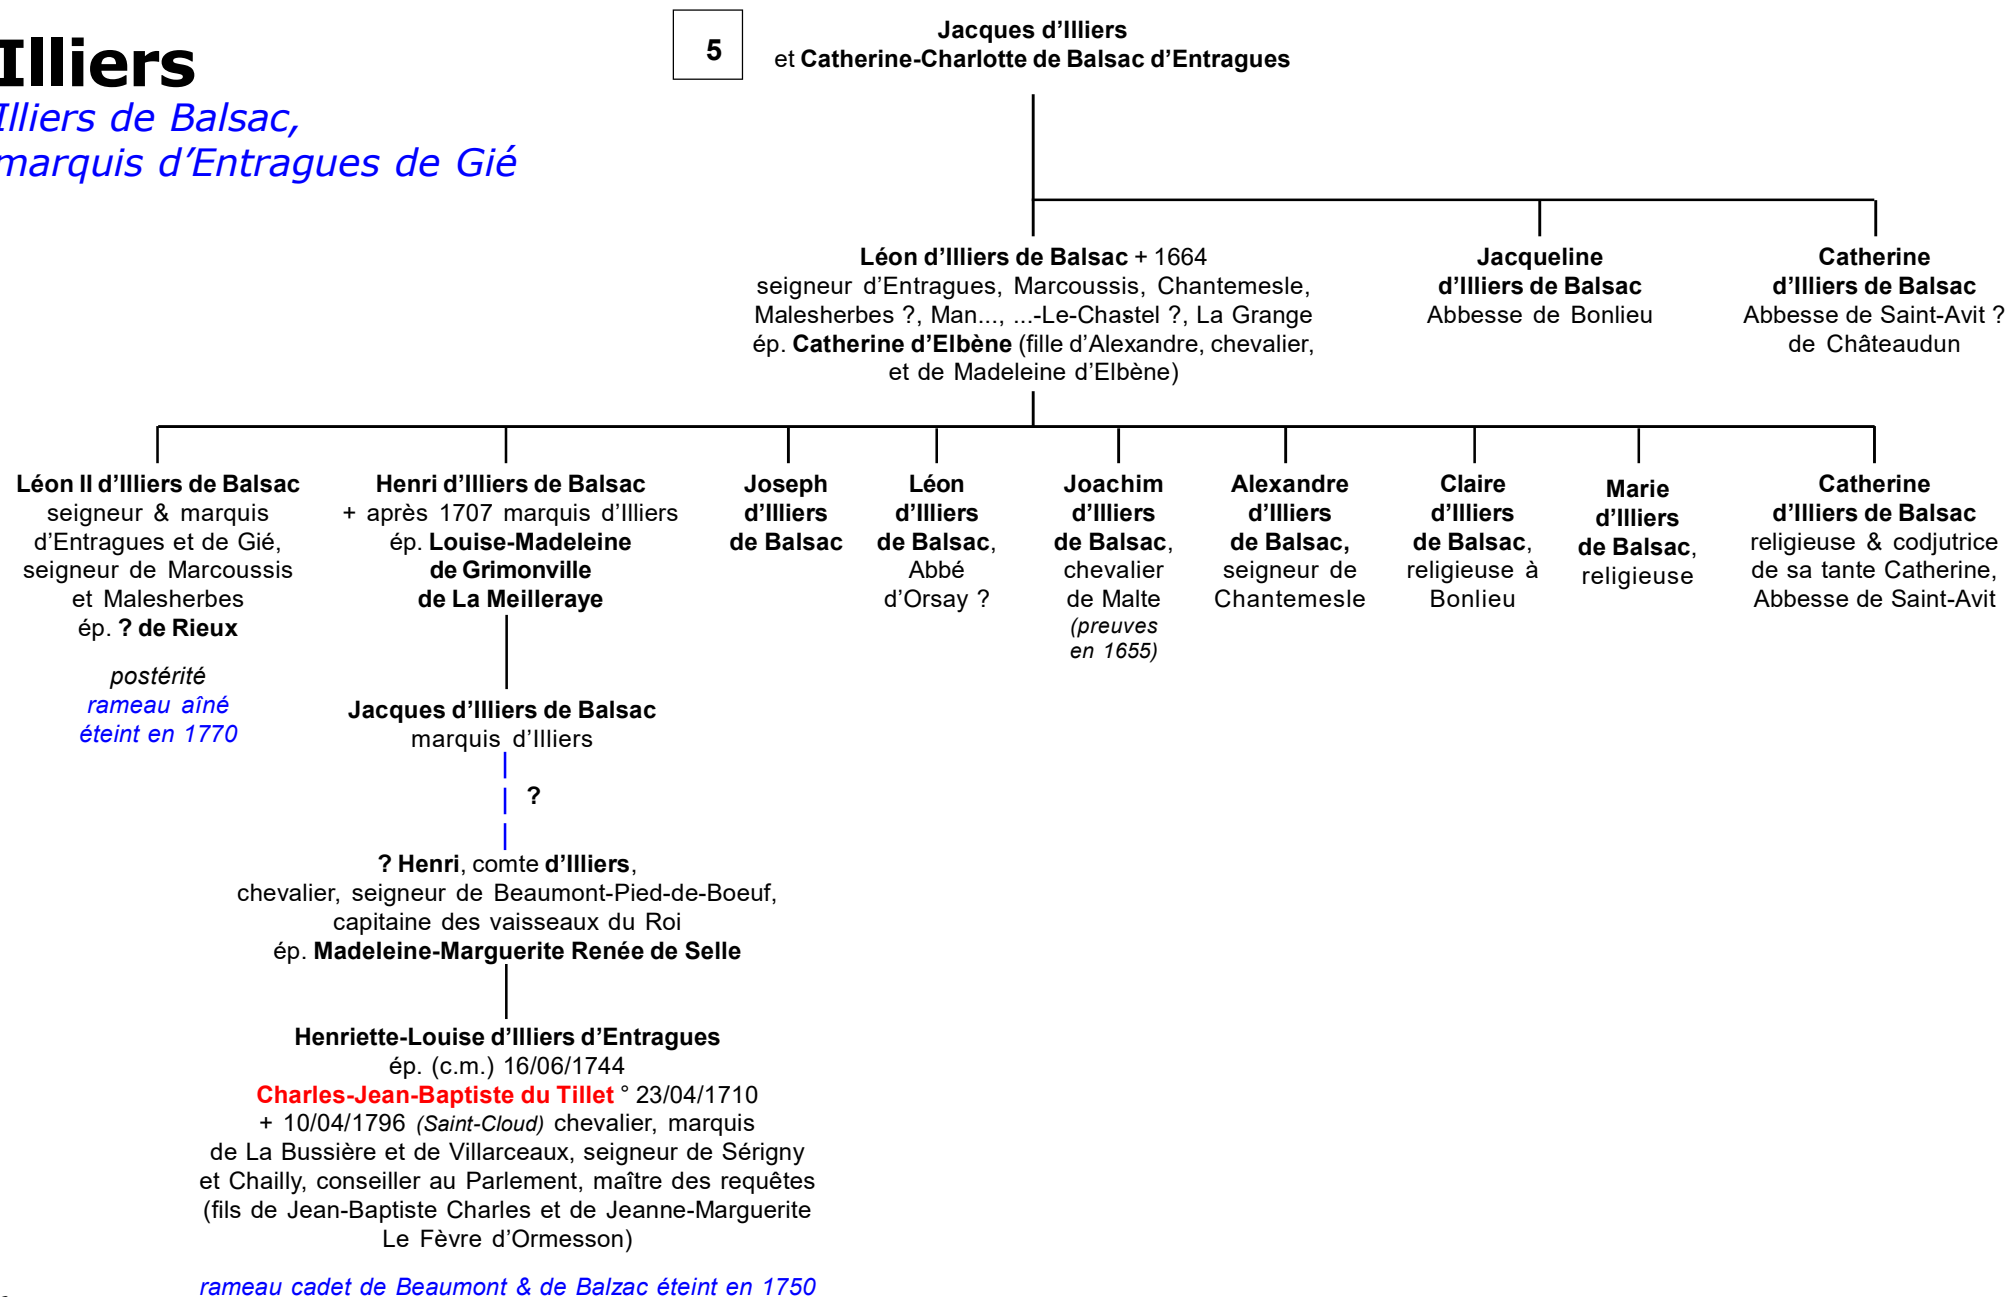 Illiers
Illiers de Balsac,
marquis d’Entragues de Gié
5
Jacques d’Illiers
et Catherine-Charlotte de Balsac d’Entragues
Léon d’Illiers de Balsac + 1664
seigneur d’Entragues, Marcoussis, Chantemesle,
Malesherbes ?, Man..., ...-Le-Chastel ?, La Grange
ép. Catherine d’Elbène (fille d’Alexandre, chevalier,
et de Madeleine d’Elbène)
Jacqueline
d’Illiers de Balsac
Abbesse de Bonlieu
Catherine
d’Illiers de Balsac
Abbesse de Saint-Avit ?
de Châteaudun
Léon II d’Illiers de Balsac
seigneur & marquis
d’Entragues et de Gié,
seigneur de Marcoussis
et Malesherbes
ép. ? de Rieux
postérité
rameau aîné
éteint en 1770
Henri d’Illiers de Balsac
+ après 1707 marquis d’Illiers
ép. Louise-Madeleine
de Grimonville
de La Meilleraye
Joseph
d’Illiers
de Balsac
Léon
d’Illiers
de Balsac,
Abbé
d’Orsay ?
Joachim
d’Illiers
de Balsac,
chevalier
de Malte
(preuves
en 1655)
Alexandre
d’Illiers
de Balsac,
seigneur de
Chantemesle
Claire
d’Illiers
de Balsac,
religieuse à
Bonlieu
Marie
d’Illiers
de Balsac,
religieuse
Catherine
d’Illiers de Balsac
religieuse & codjutrice
de sa tante Catherine,
Abbesse de Saint-Avit
Jacques d’Illiers de Balsac
marquis d’Illiers
?
? Henri, comte d’Illiers,
chevalier, seigneur de Beaumont-Pied-de-Boeuf,
capitaine des vaisseaux du Roi
ép. Madeleine-Marguerite Renée de Selle
Henriette-Louise d’Illiers d’Entragues
ép. (c.m.) 16/06/1744
Charles-Jean-Baptiste du Tillet ° 23/04/1710
+ 10/04/1796 (Saint-Cloud) chevalier, marquis
de La Bussière et de Villarceaux, seigneur de Sérigny
et Chailly, conseiller au Parlement, maître des requêtes
(fils de Jean-Baptiste Charles et de Jeanne-Marguerite
Le Fèvre d’Ormesson)
rameau cadet de Beaumont & de Balzac éteint en 1750